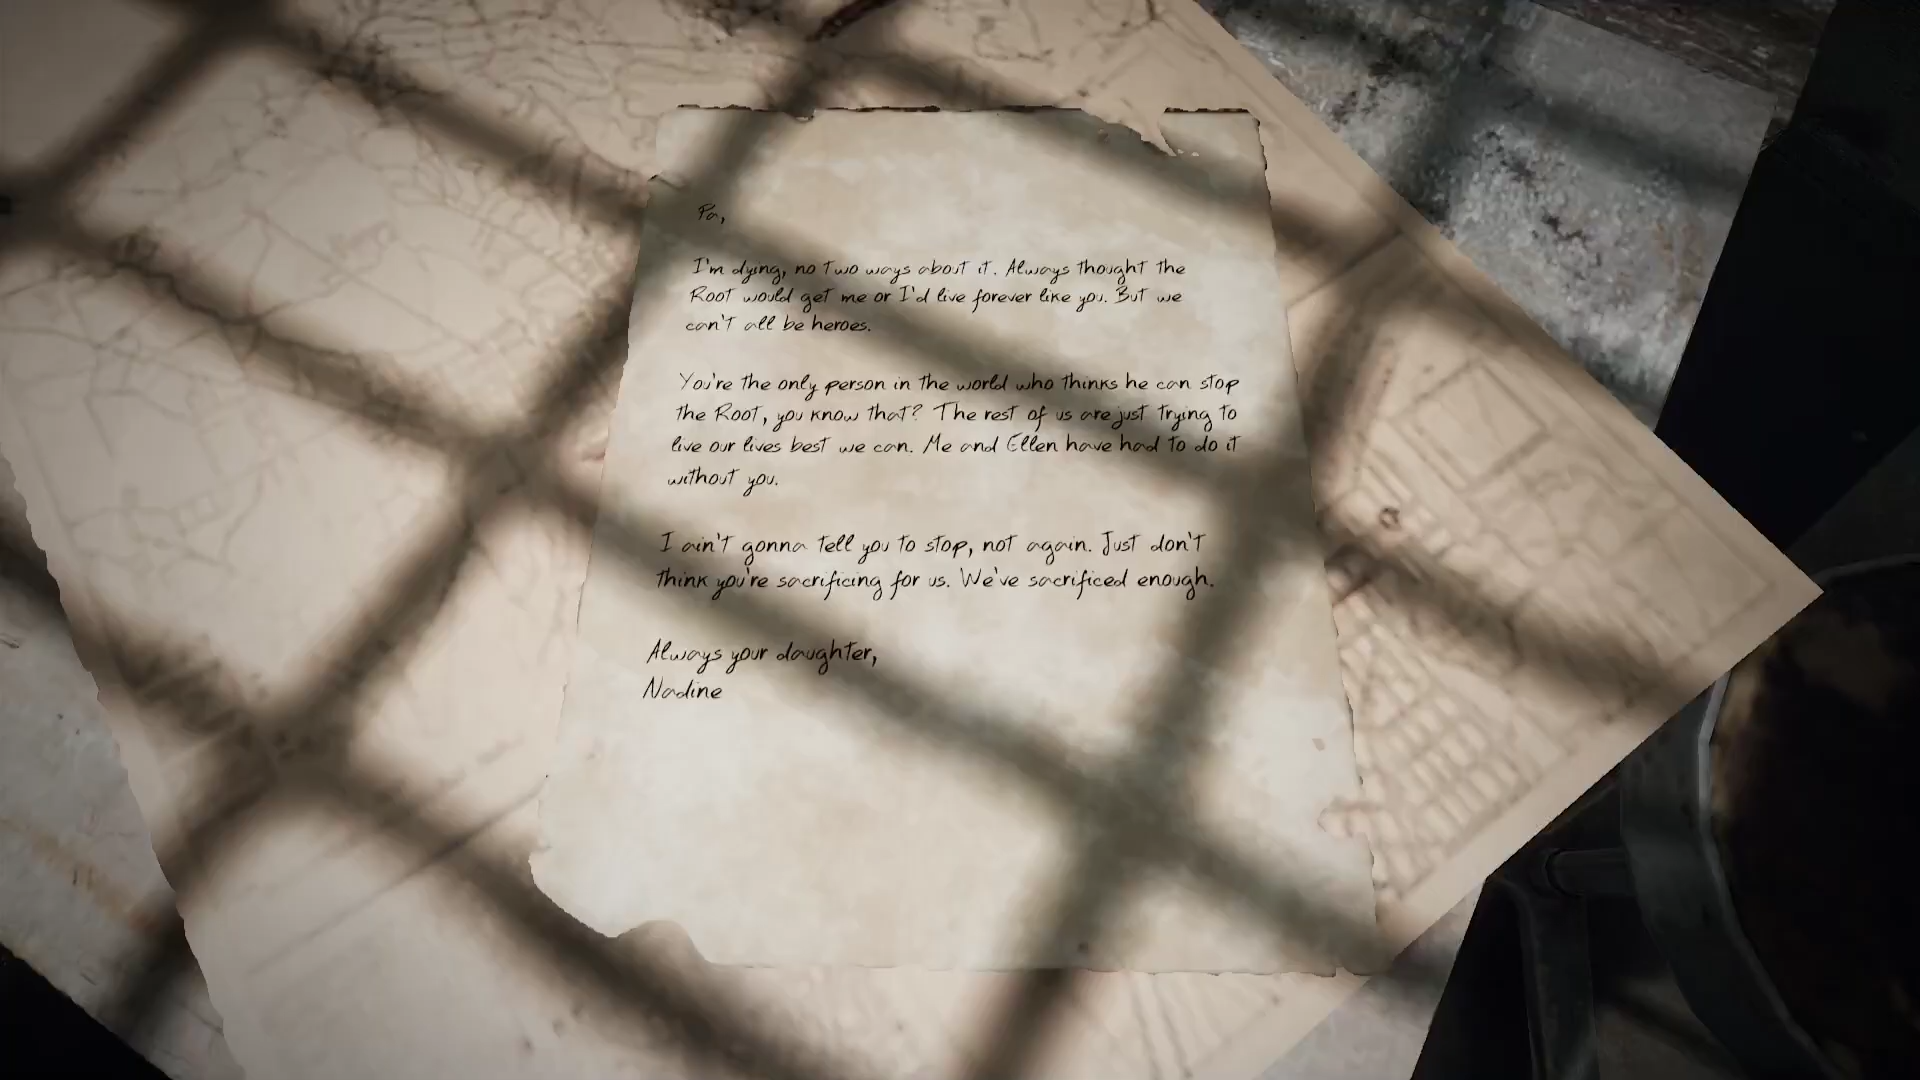 Pa,
I'm dying, no two ways about it. Always thought the
Root would get me or I'd live forever like you. But we
can't all be heroes.
You're the only person in the world who thinks he can stop
the Root, you know that? The rest of us are just trying to
live our lives best we can. Me and Ellen have had to do it
without you.
I ain't gonna tell you to stop, not again. Just don't
think you're sacrificing for us. We've sacrificed enough.
Always your daughter,
Nadine